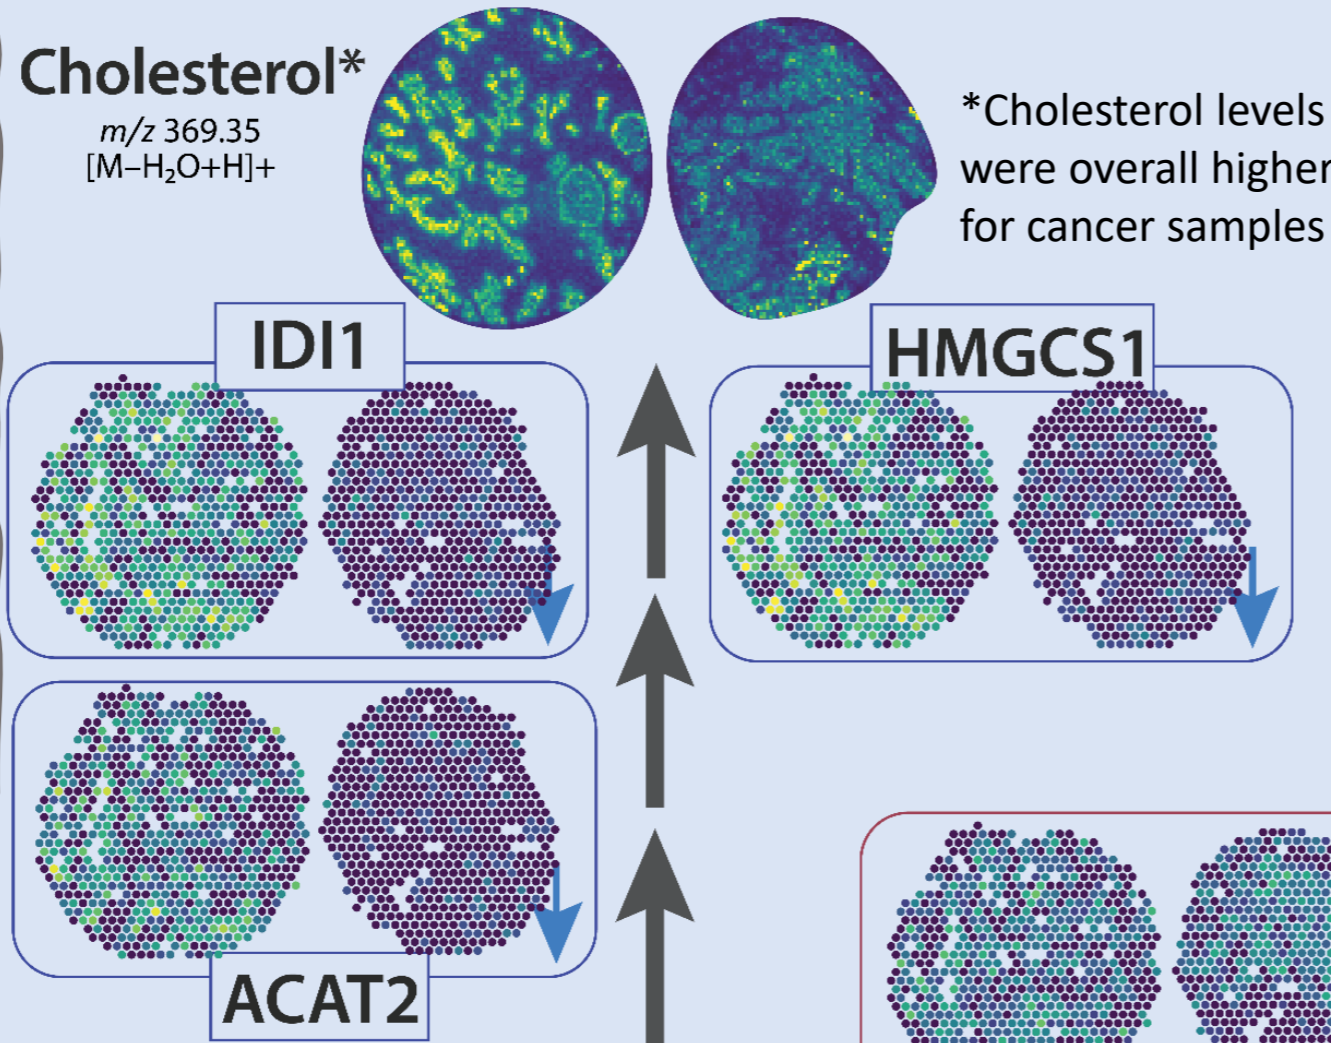 Cholesterol*
m/z 369.35
[M–H₂O+H]+
*Cholesterol levels
were overall higher
for cancer samples
IDI1
HMGCS1
ACAT2